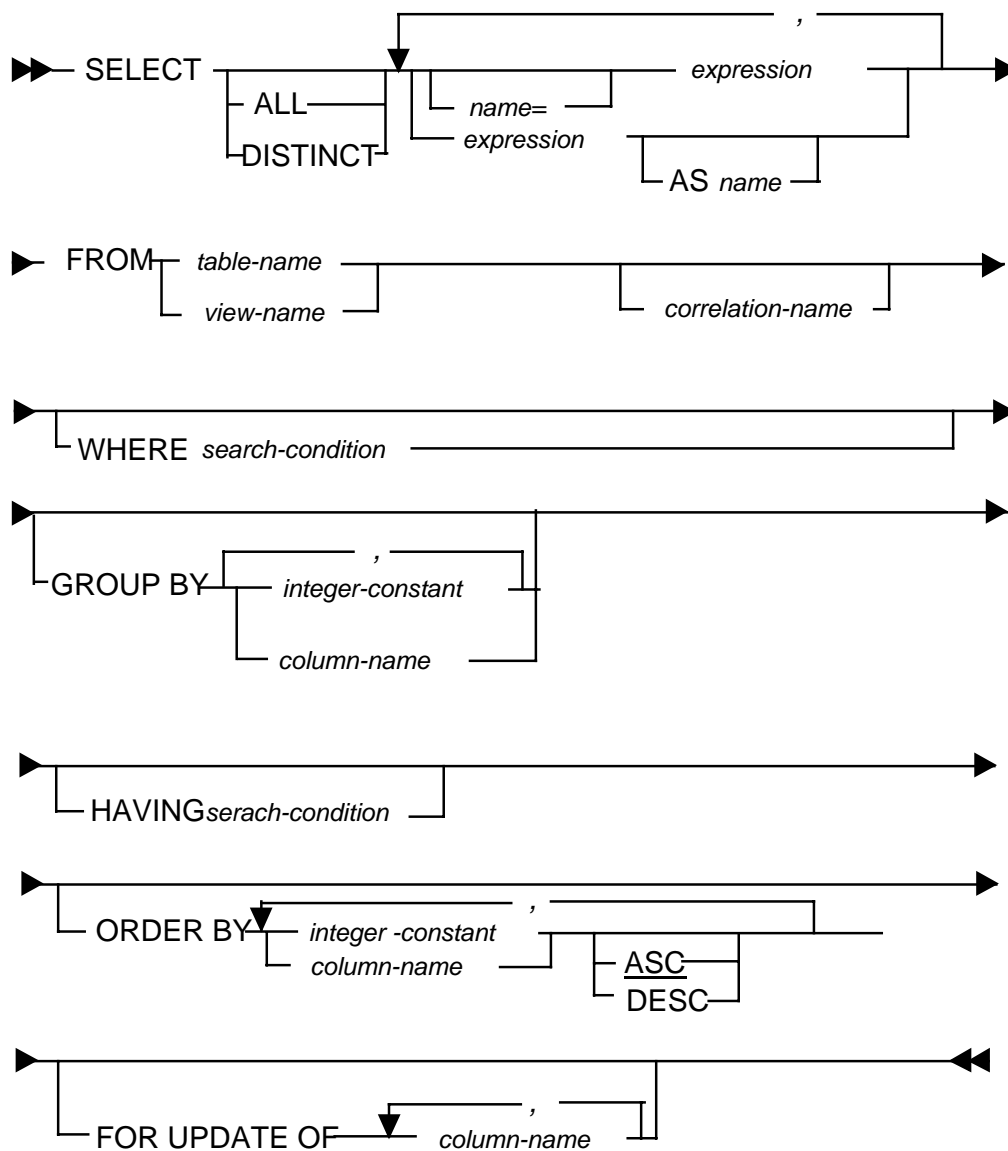 ,
SELECT expression
ALL name=
DISTINCT expression
AS name
FROM table-name
view-name correlation-name
WHERE search-condition
,
GROUP BY integer-constant
column-name
HAVING serach-condition
,
ORDER BY integer -constant
column-name ASC
DESC
,
FOR UPDATE OF column-name